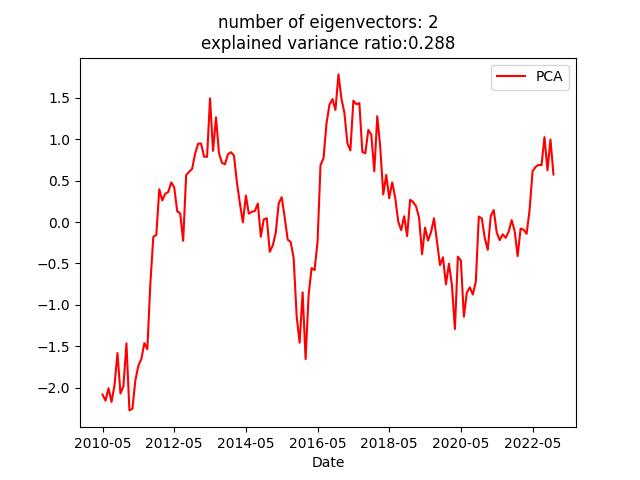 number of eigenvectors: 2
explained variance ratio:0.288
PCA
1.5
1.0
0.5
0.0
−0.5
−1.0
−1.5
−2.0
2010-05 2012-05 2014-05 2016-05 2018-05 2020-05 2022-05
Date